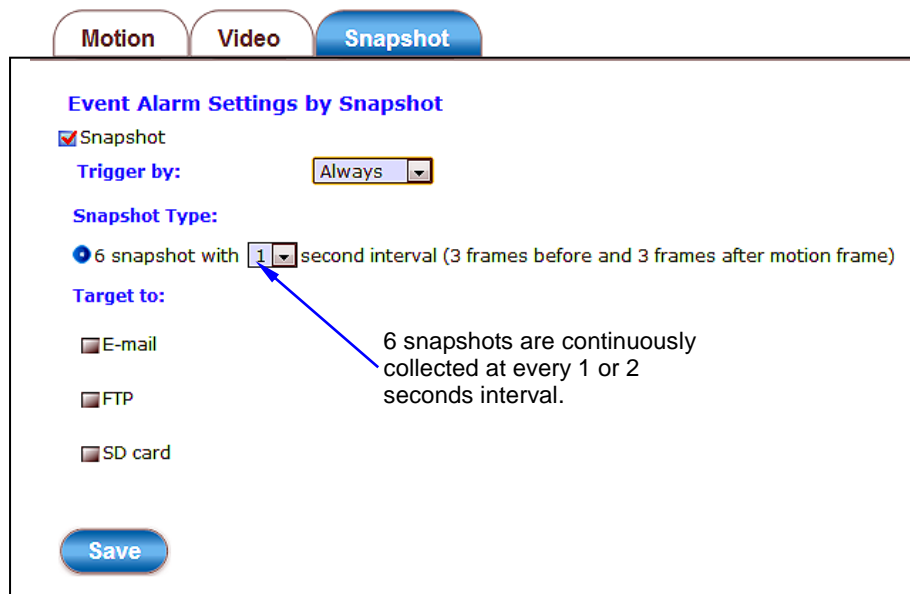 Motion Video Snapshot
Event Alarm Settings by Snapshot
Snapshot
Trigger by: Always
Snapshot Type:
6 snapshot with 1 second interval (3 frames before and 3 frames after motion frame)
Target to:
E-mail
6 snapshots are continuously
collected at every 1 or 2
seconds interval.
FTP
SD card
Save